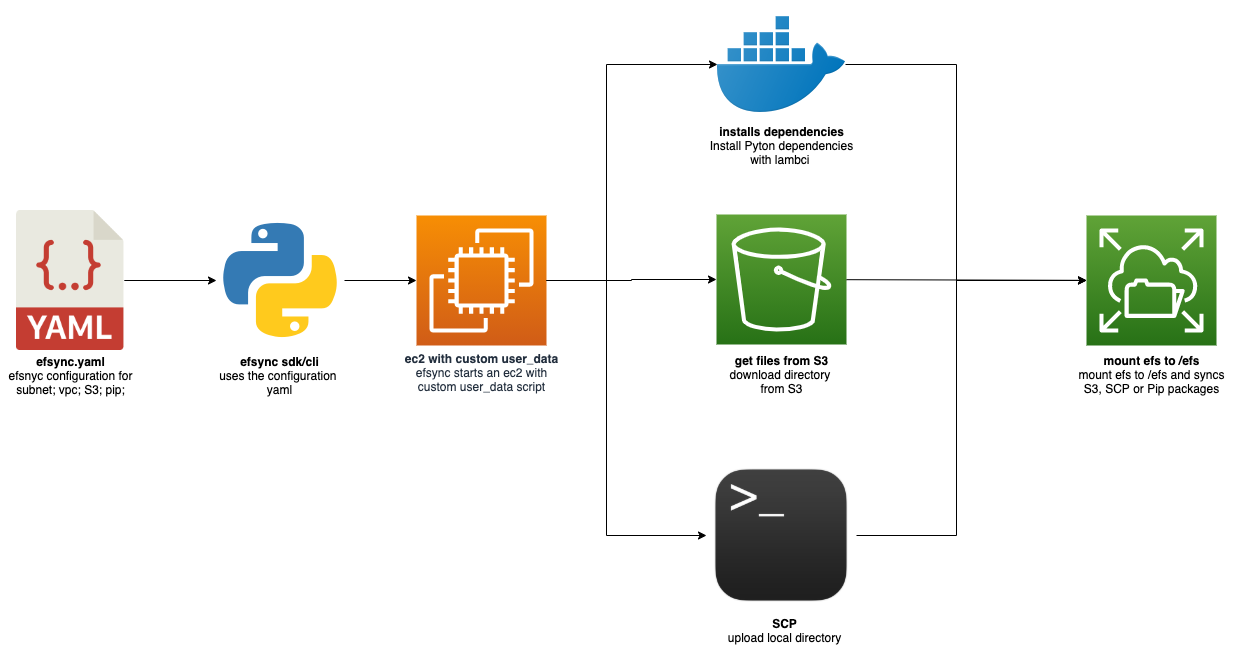 installs dependencies
Install Pyton dependencies
with lambci
{..}
YAML
efsync.yaml
efsnyc configuration for
subnet; vpc; S3; pip;
efsync sdk/cli
uses the configuration
yaml
ec2 with custom user_data
efsync starts an ec2 with
custom user_data script
get files from S3
download directory
from S3
mount efs to /efs
mount efs to /efs and syncs
S3, SCP or Pip packages
>_
SCP
upload local directory